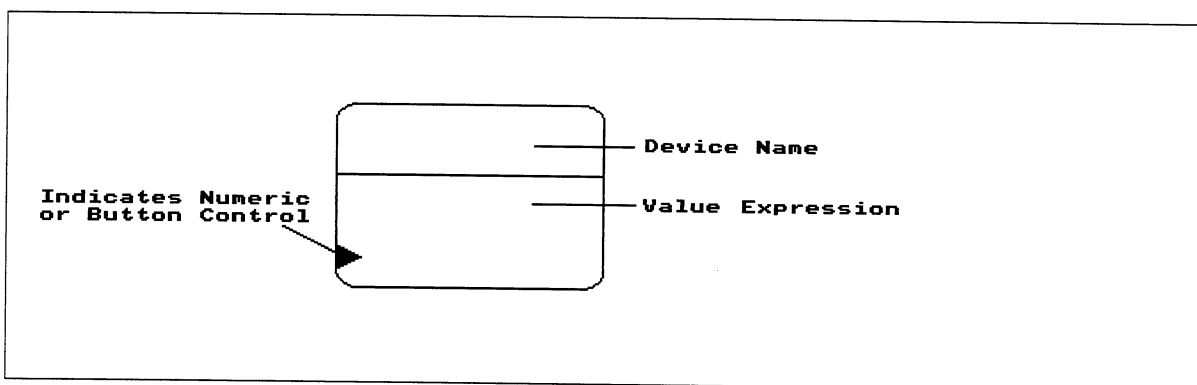 Device Name
Indicates Numeric
or Button Control
Value Expression